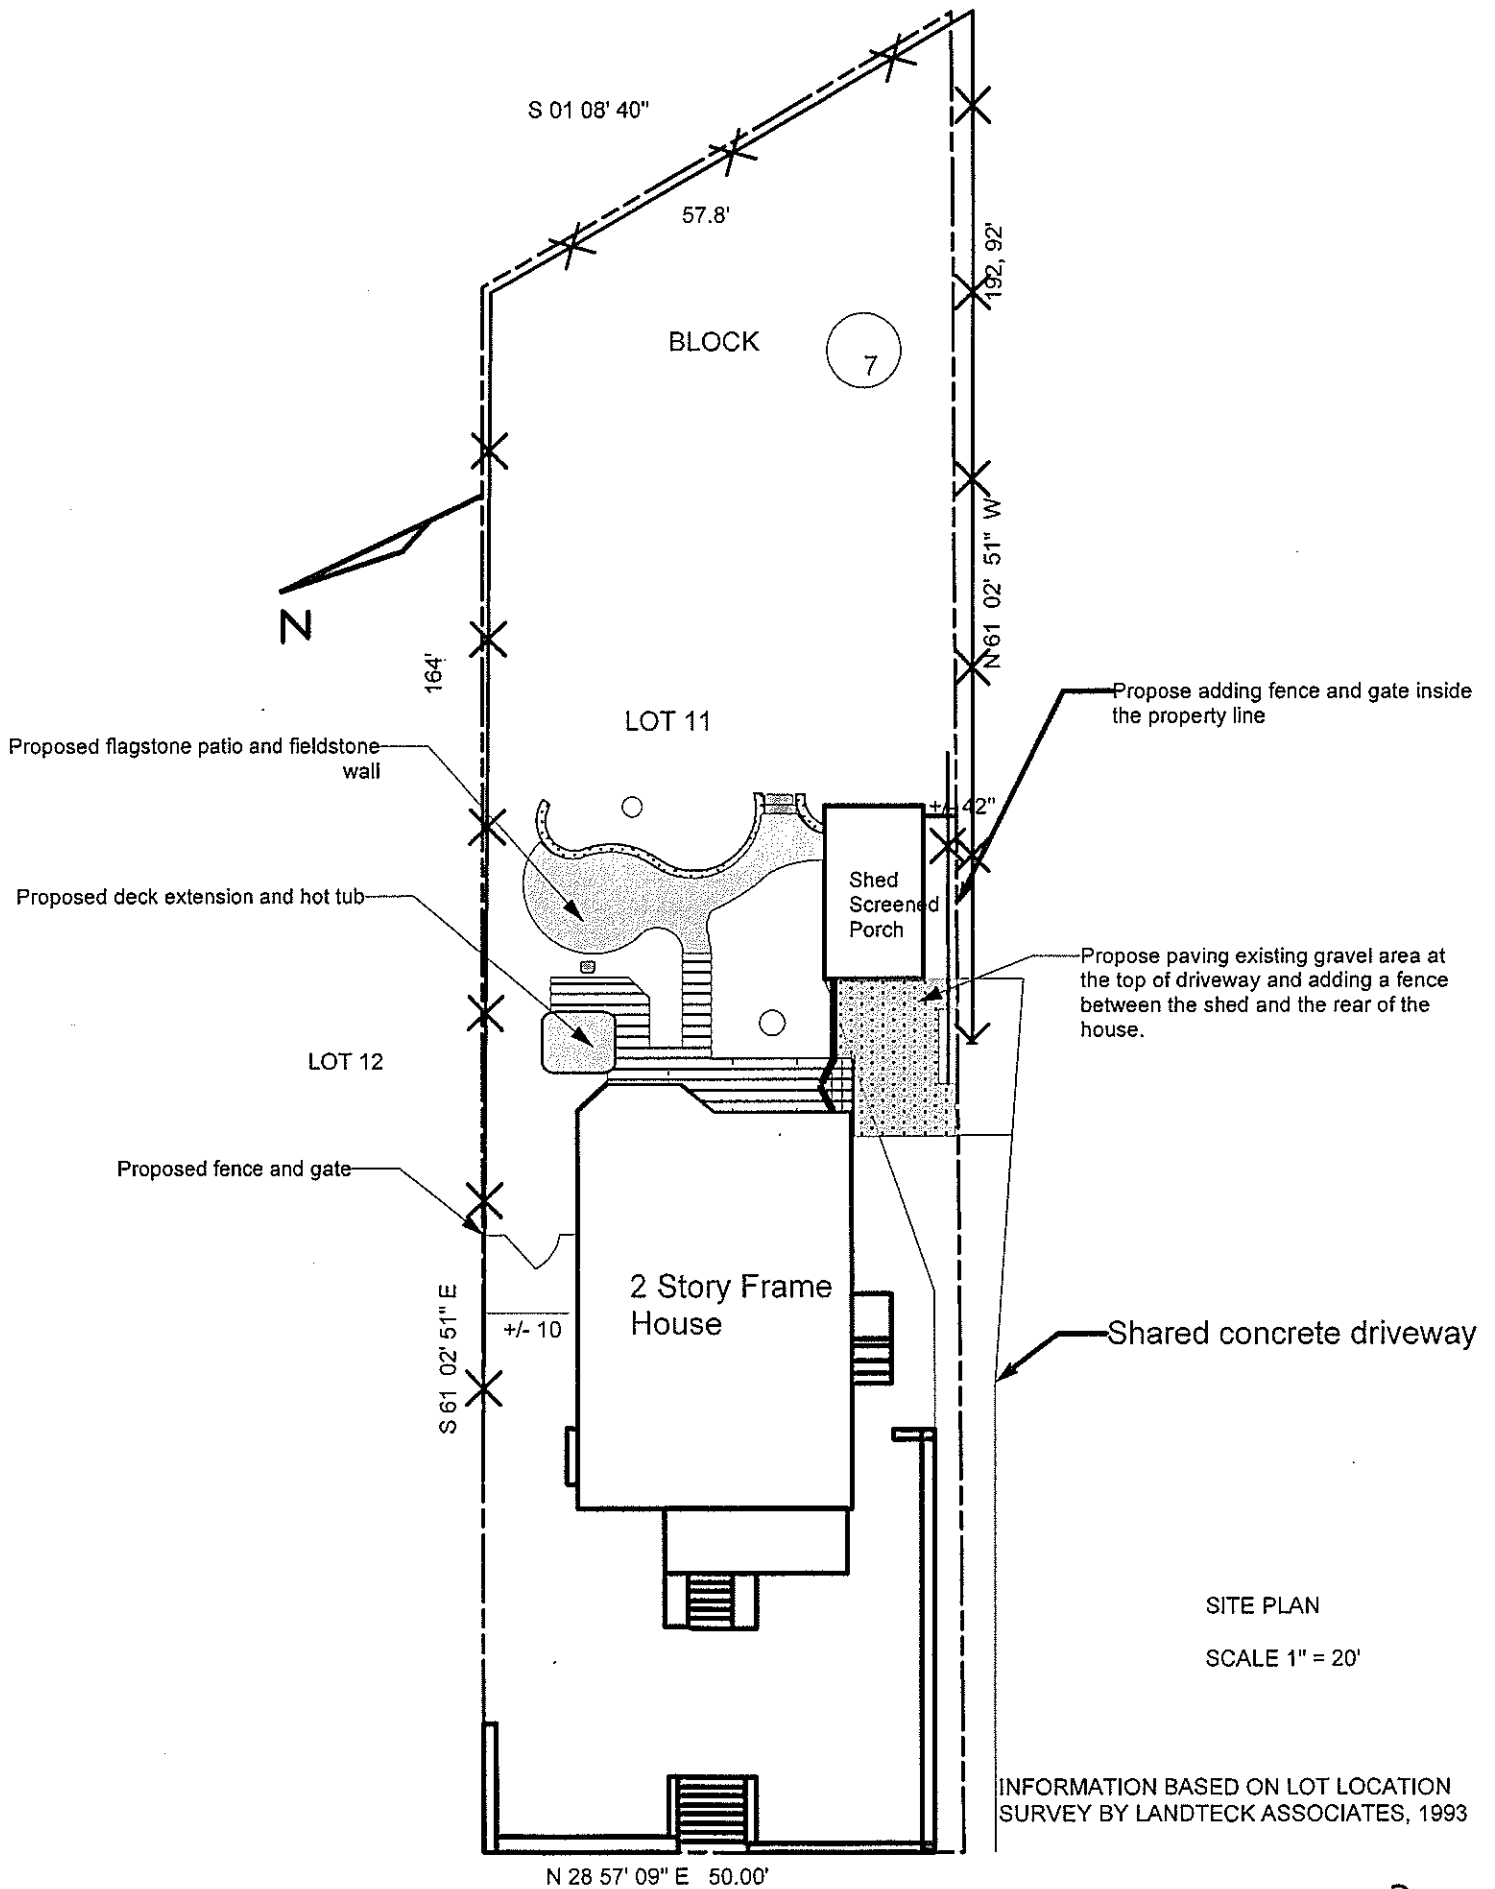 S 01 08' 40"
57.8'
192, 92'
BLOCK
7
N 61 02' 51" W
N
164'
LOT 11
Propose adding fence and gate inside
the property line
Proposed flagstone patio and fieldstone
wall
+/- 42"
Proposed deck extension and hot tub
Shed
Screened
Porch
Propose paving existing gravel area at
the top of driveway and adding a fence
between the shed and the rear of the
house.
LOT 12
Proposed fence and gate
2 Story Frame
House
+/- 10
S 61 02' 51" E
Shared concrete driveway
SITE PLAN
SCALE 1" = 20'
INFORMATION BASED ON LOT LOCATION
SURVEY BY LANDTECK ASSOCIATES, 1993
N 28 57' 09" E 50.00'